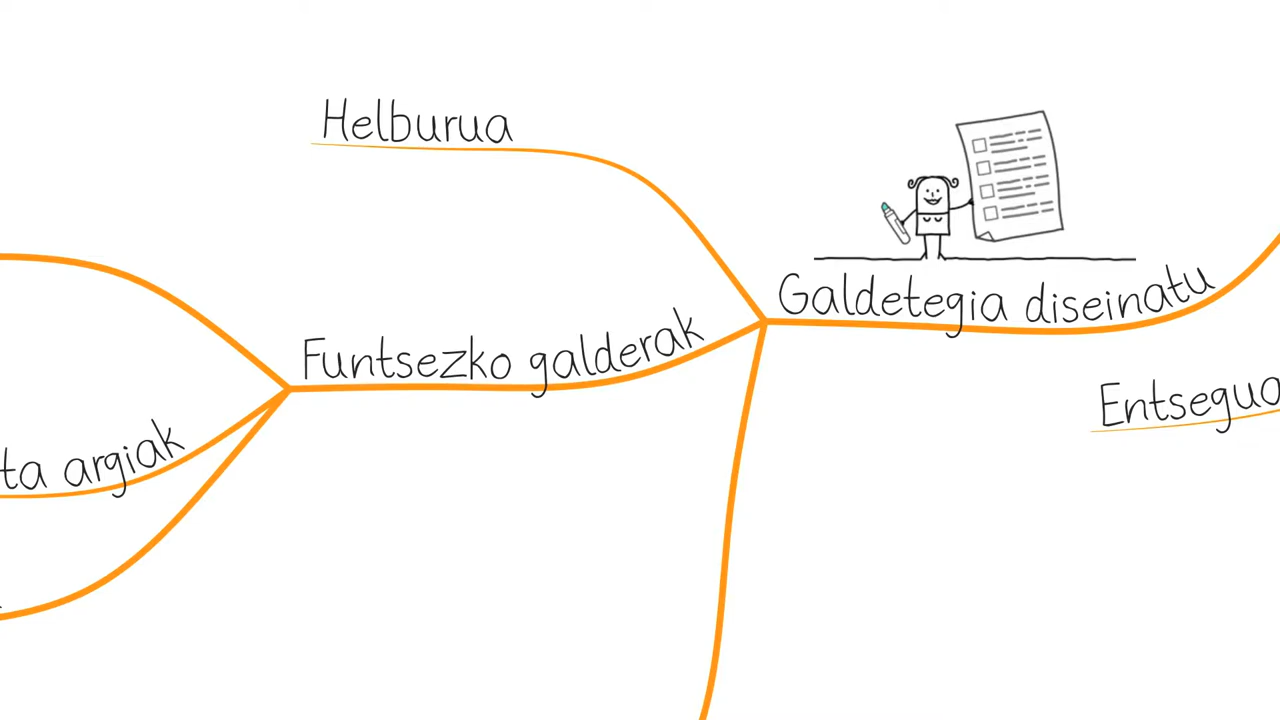 Helburua
Galdetegia diseinatu
Funtsezko galderak
ta argiak